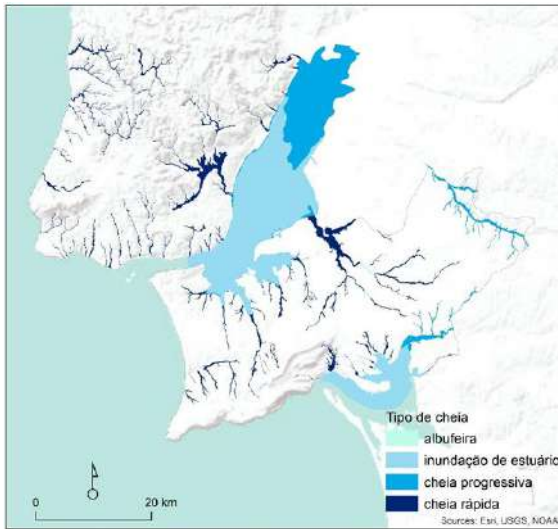 Tipo de cheia
albufeira
inundação de estuário
cheia progressiva
cheia rápida
0 20 km
Sources: Esri, USGS, NOAA